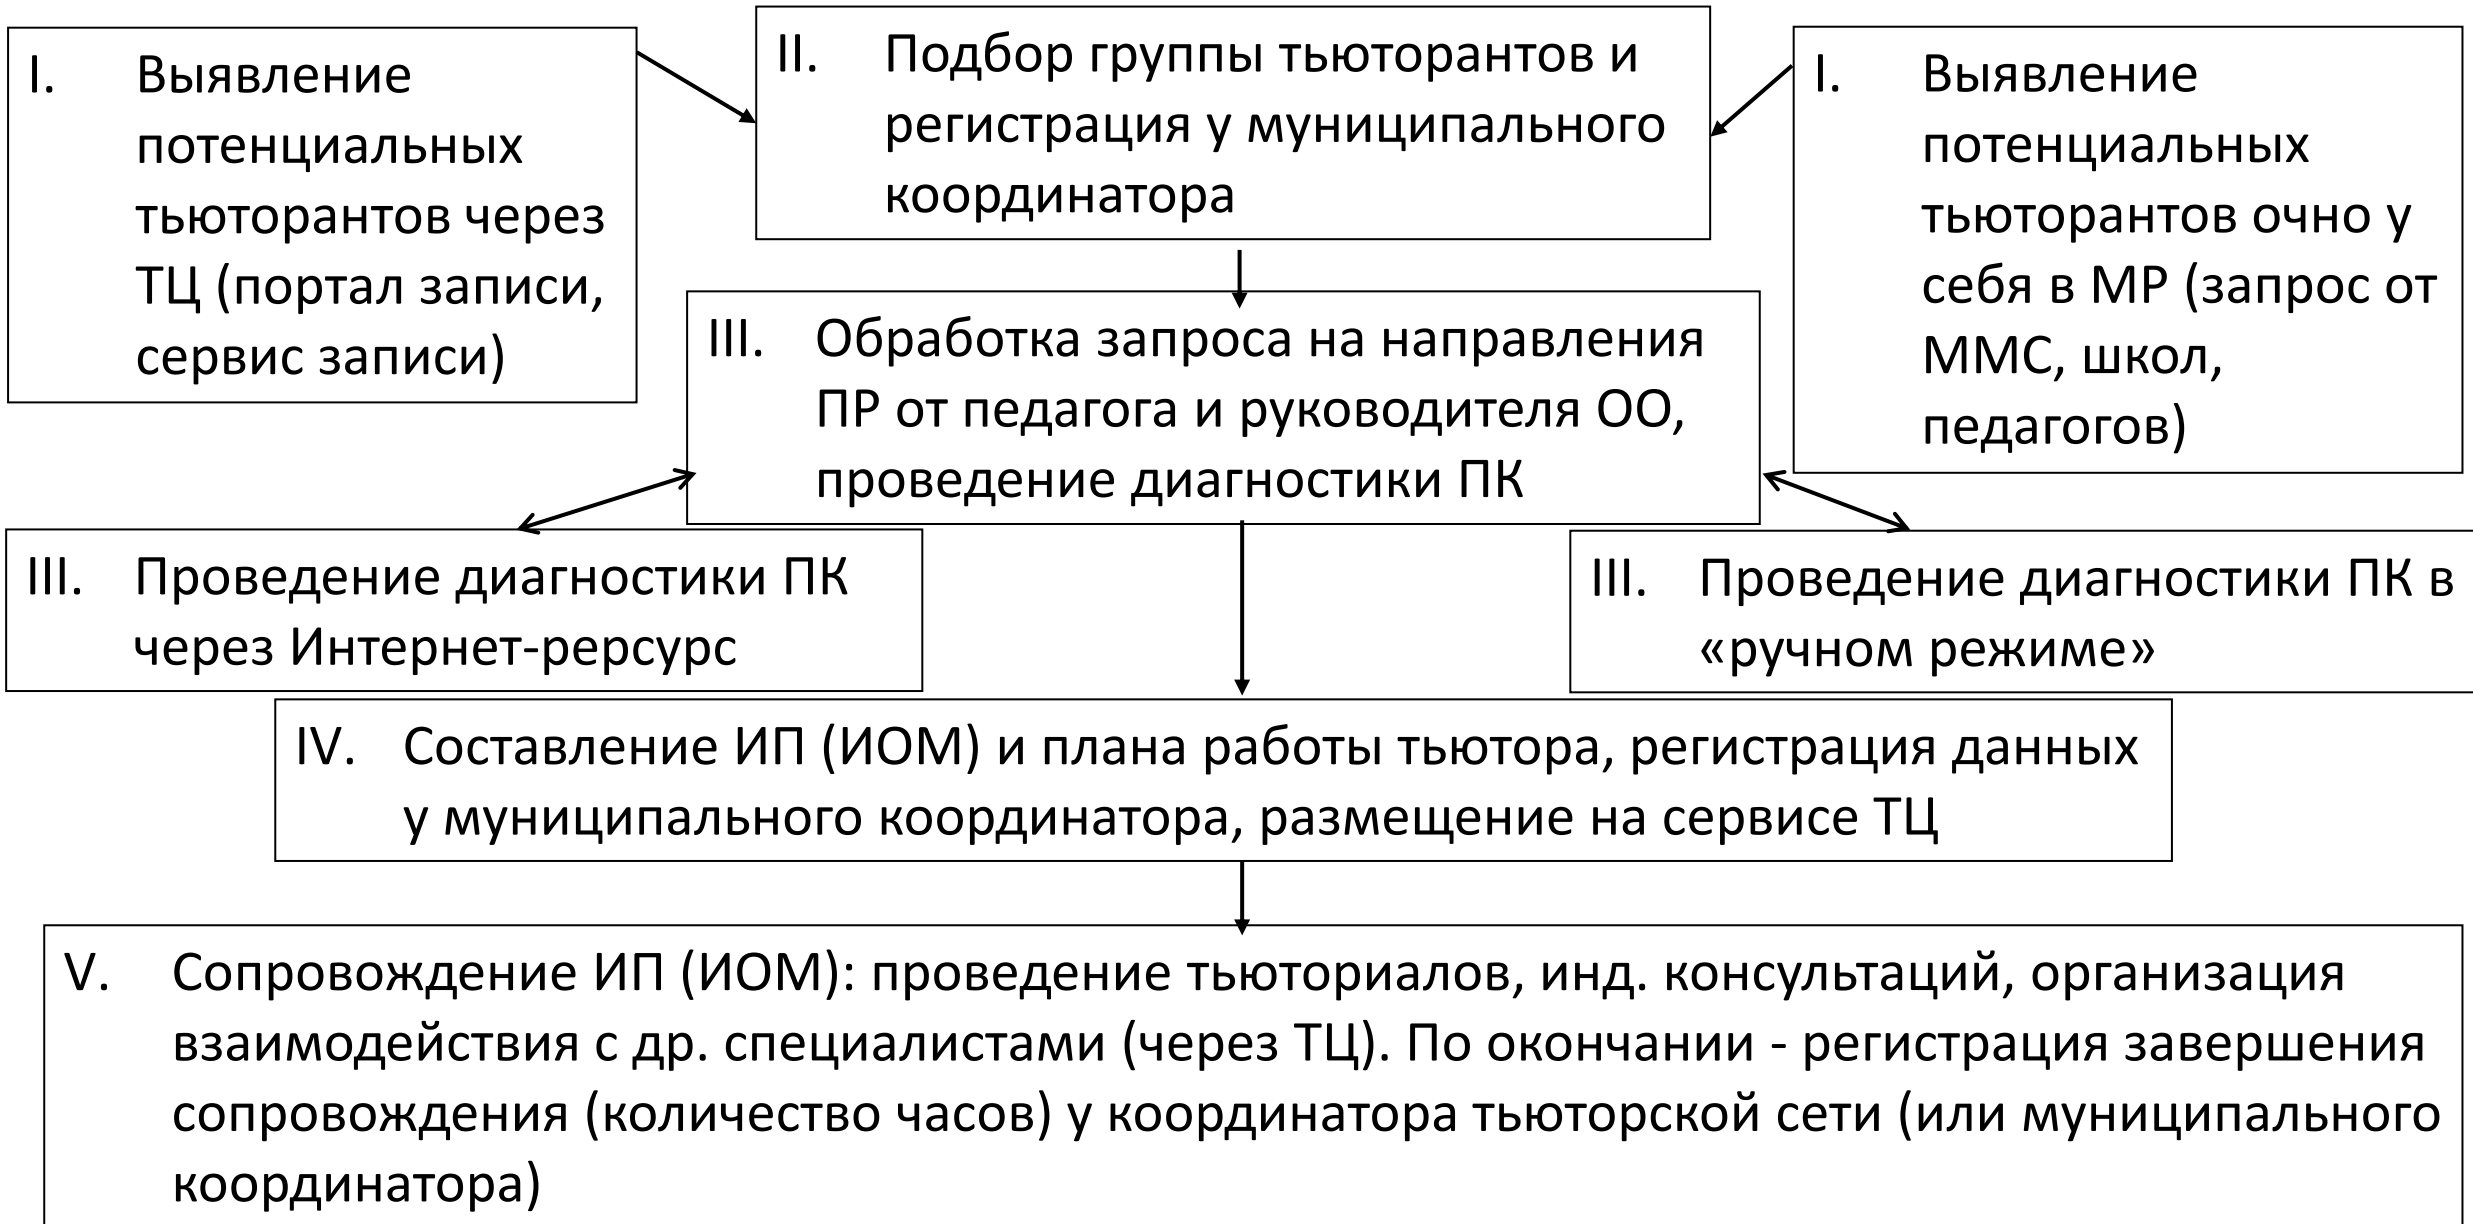 I. Выявление
потенциальных
тьюторантов через
ТЦ (портал записи,
сервис записи)
II. Подбор группы тьюторантов и
регистрация у муниципального
координатора
I. Выявление
потенциальных
тьюторантов очно у
себя в МР (запрос от
ММС, школ,
педагогов)
III. Обработка запроса на направления
ПР от педагога и руководителя ОО,
проведение диагностики ПК
III. Проведение диагностики ПК
через Интернет-рерсурс
III. Проведение диагностики ПК в
«ручном режиме»
IV. Составление ИП (ИОМ) и плана работы тьютора, регистрация данных
у муниципального координатора, размещение на сервисе ТЦ
V. Сопровождение ИП (ИОМ): проведение тьюториалов, инд. консультаций, организация
взаимодействия с др. специалистами (через ТЦ). По окончании - регистрация завершения
сопровождения (количество часов) у координатора тьюторской сети (или муниципального
координатора)